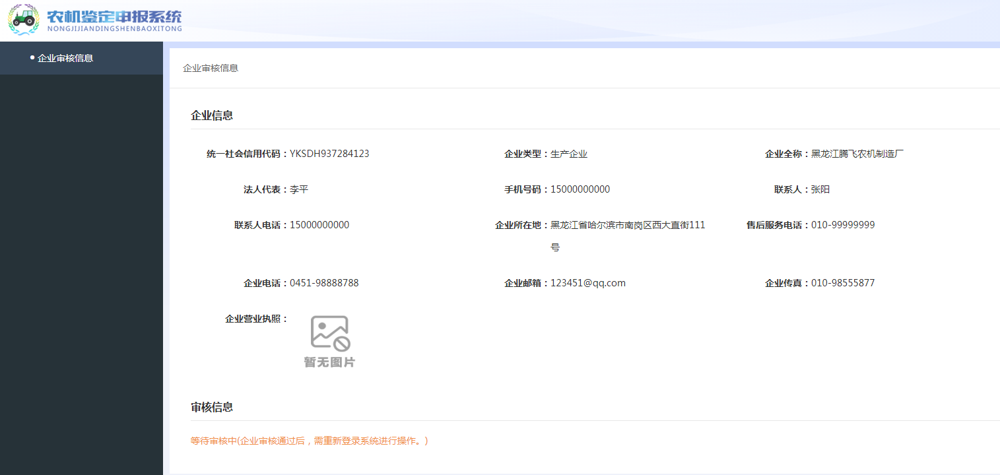 农机鉴定申报系统
NONGJIJIANDINGSHENBAOXITONG
企业审核信息
企业审核信息
企业信息
统一社会信用代码：YKSDH937284123
企业类型：生产企业
企业全称：黑龙江腾飞农机制造厂
法人代表：李平
手机号码：15000000000
联系人：张阳
联系人电话：15000000000
企业所在地：黑龙江省哈尔滨市南岗区西大直街111
号
售后服务电话：010-99999999
企业电话：0451-98888788
企业邮箱：123451@qq.com
企业传真：010-98555877
企业营业执照：
暂无图片
审核信息
等待审核中(企业审核通过后，需重新登录系统进行操作。)